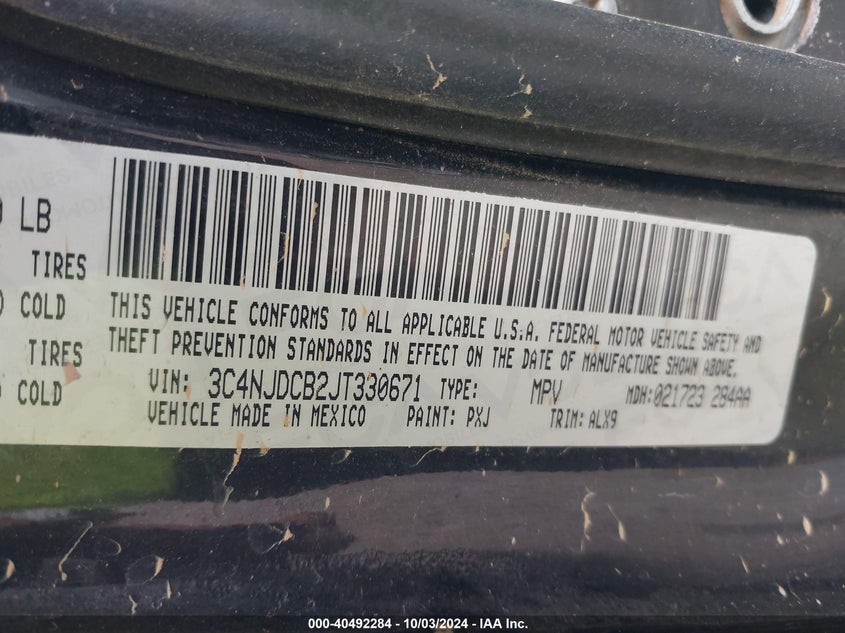 LB
TIRES
COLD
TIRES
COLD
THIS VEHICLE CONFORMS TO ALL APPLICABLE U.S.A. FEDERAL MOTOR VEHICLE SAFETY AND
THEFT PREVENTION STANDARDS IN EFFECT ON THE DATE OF MANUFACTURE SHOWN ABOVE.
VIN: 3C4NJDCB2JT330671 TYPE: MPV MDH: 021723 284AA
VEHICLE MADE IN MEXICO PAINT: PXJ TRIM: ALX9
000-40492284 - 10/03/2024 - IAA Inc.